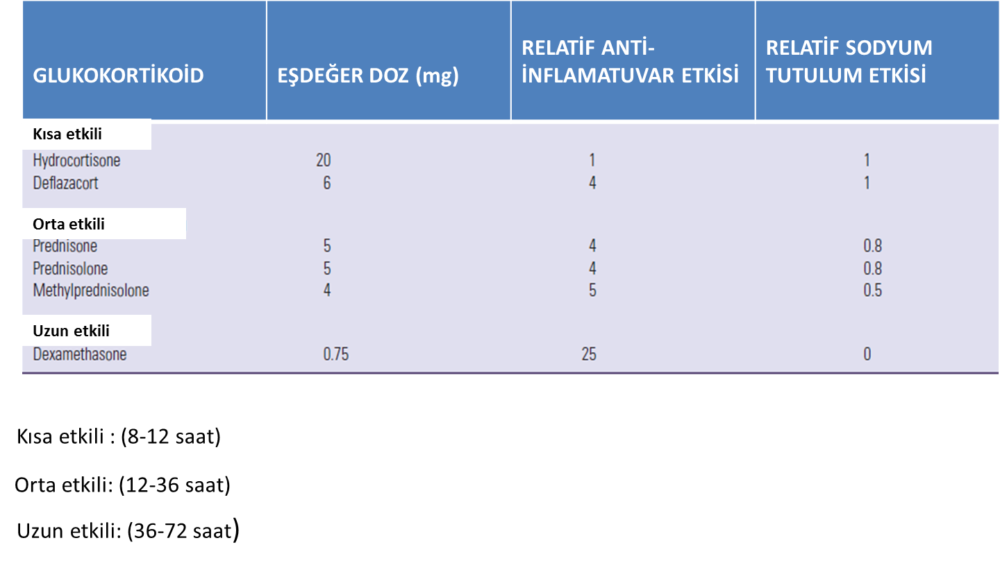 GLUKOKORTİKOİD EŞDEĞER DOZ (mg) RELATİF ANTİ-İNFLAMATUVAR ETKİSİ RELATİF SODYUM TUTULUM ETKİSİ
Kısa etkili
Hydrocortisone 20 1 1
Deflazacort 6 4 1
Orta etkili
Prednisone 5 4 0.8
Prednisolone 5 4 0.8
Methylprednisolone 4 5 0.5
Uzun etkili
Dexamethasone 0.75 25 0
Kısa etkili : (8-12 saat)
Orta etkili: (12-36 saat)
Uzun etkili: (36-72 saat)